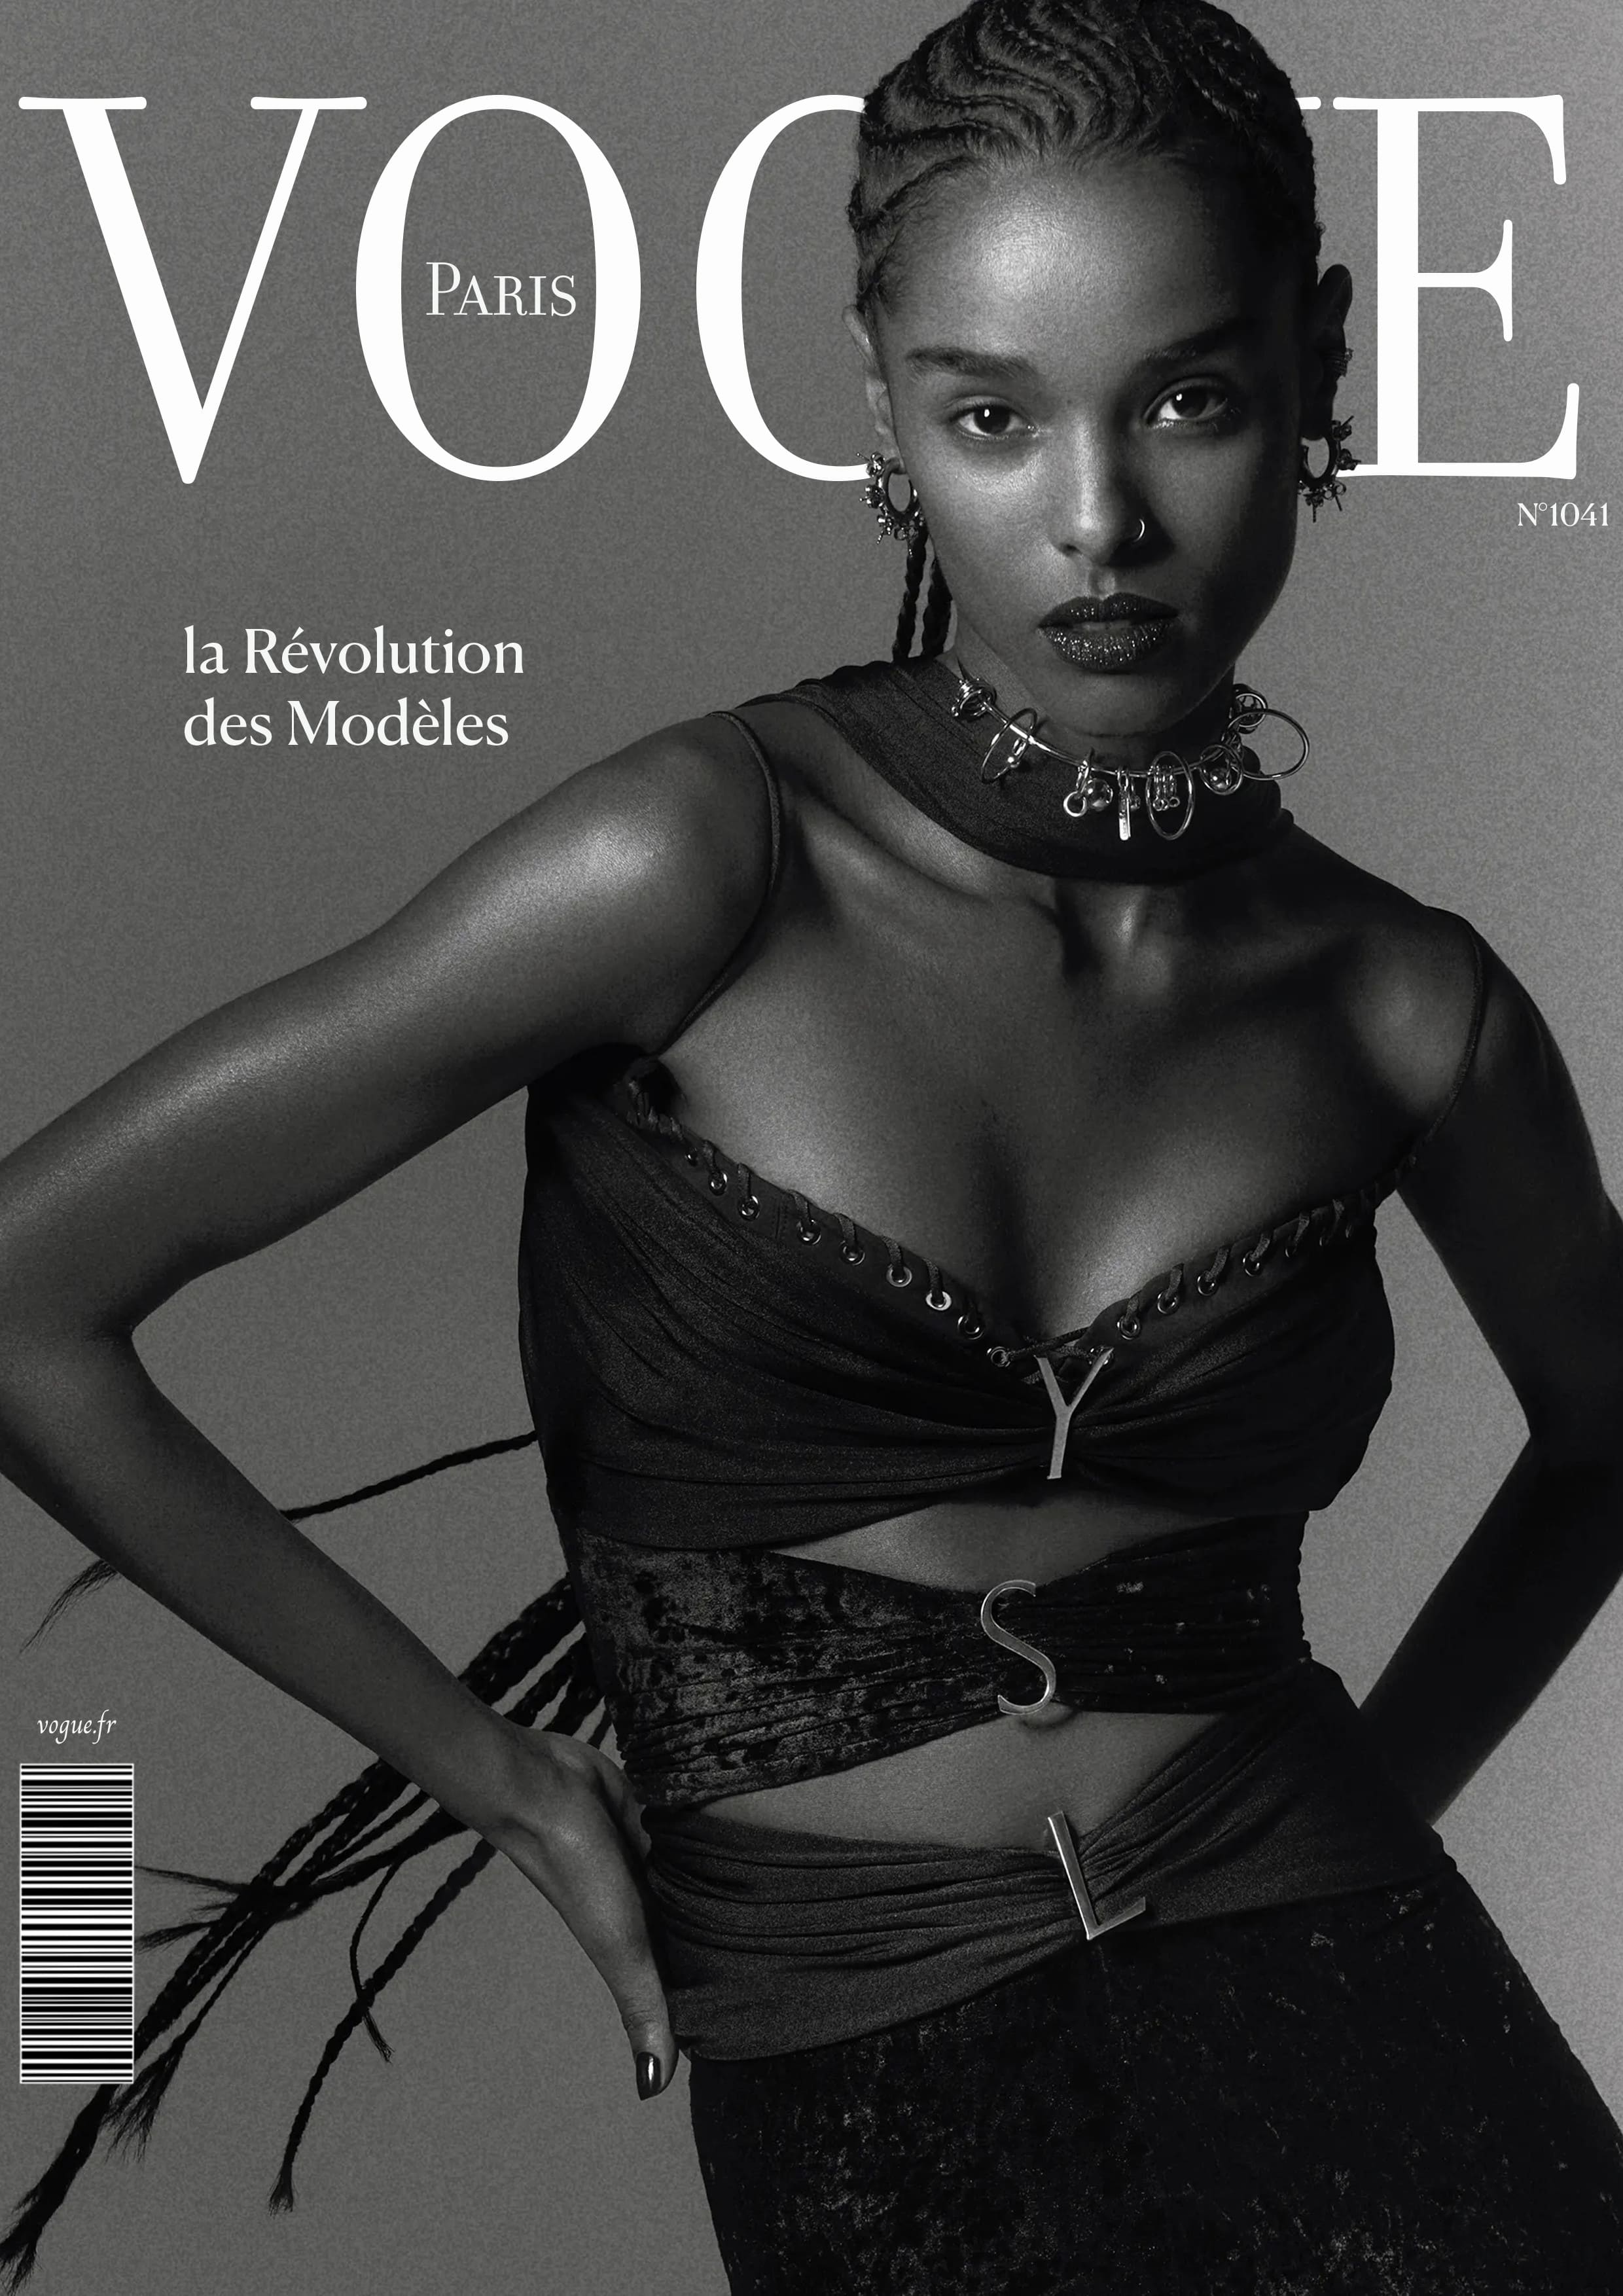 VOGUE
PARIS
N°1041
la Révolution
des Modèles
Y
S
L
vogue.fr